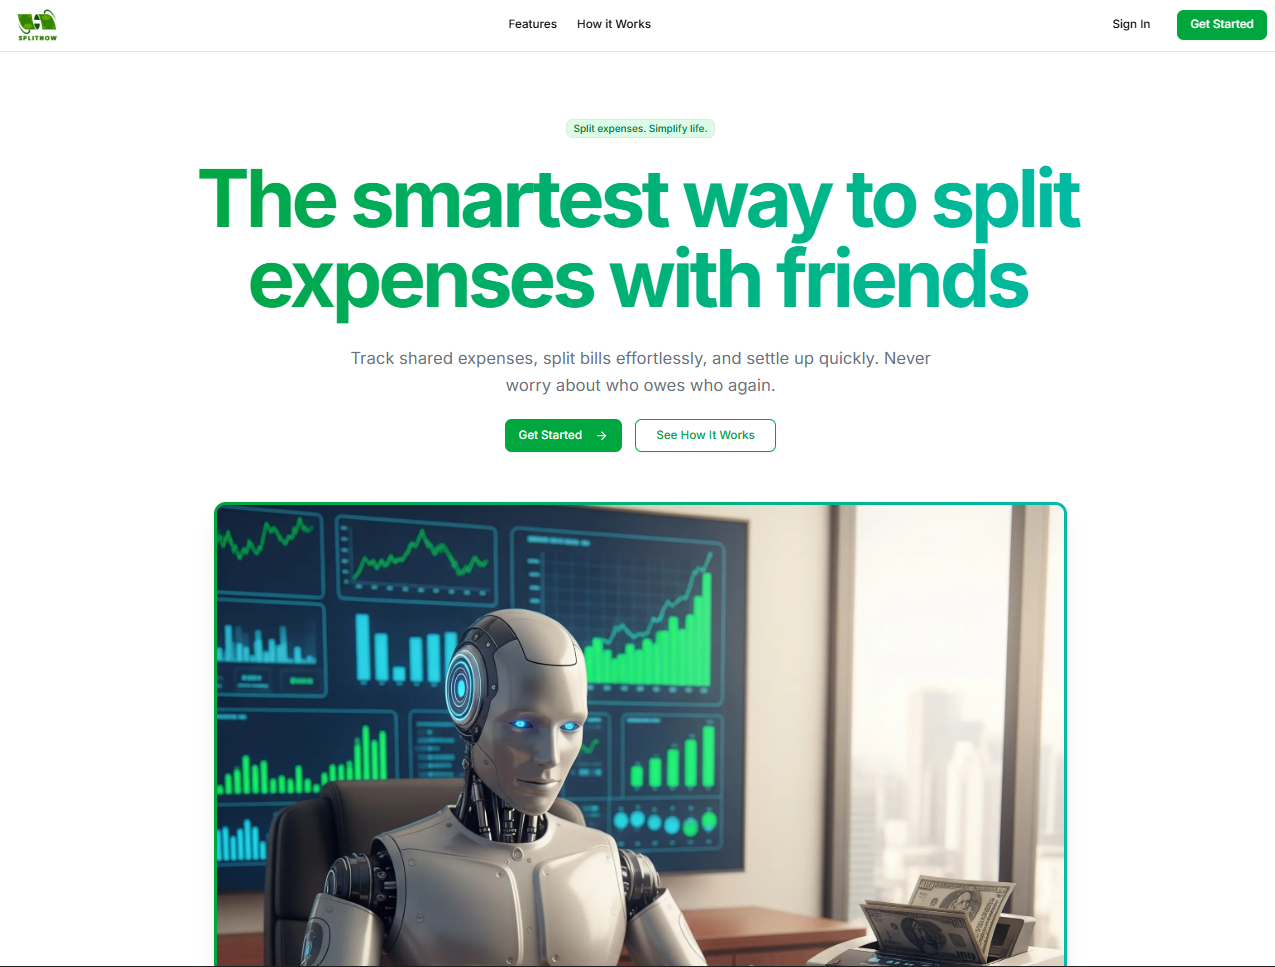 SPLITNOW
Features
How it Works
Sign In
Get Started
Split expenses. Simplify life.
The smartest way to split
expenses with friends
Track shared expenses, split bills effortlessly, and settle up quickly. Never
worry about who owes who again.
Get Started →
See How It Works